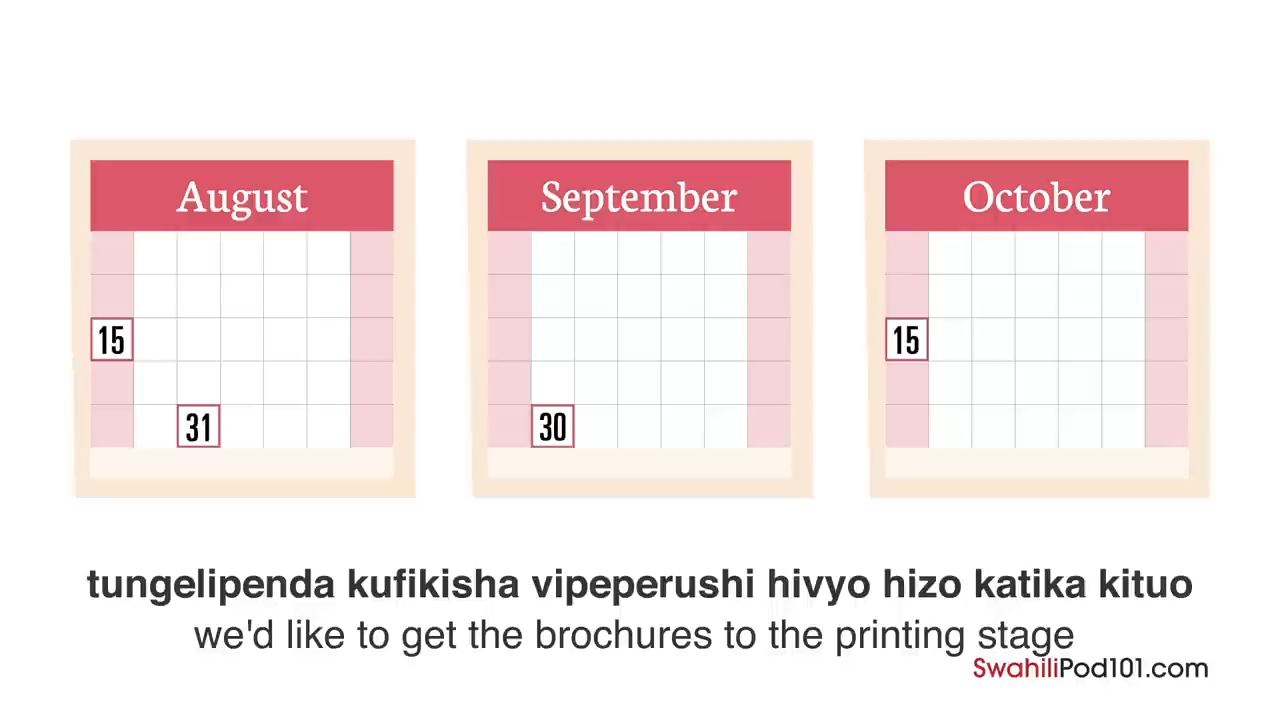 August
September
October
15
15
31
30
tungelipenda kufikisha vipeperushi hivyo hizo katika kituo
we'd like to get the brochures to the printing stage
SwahiliPod101.com